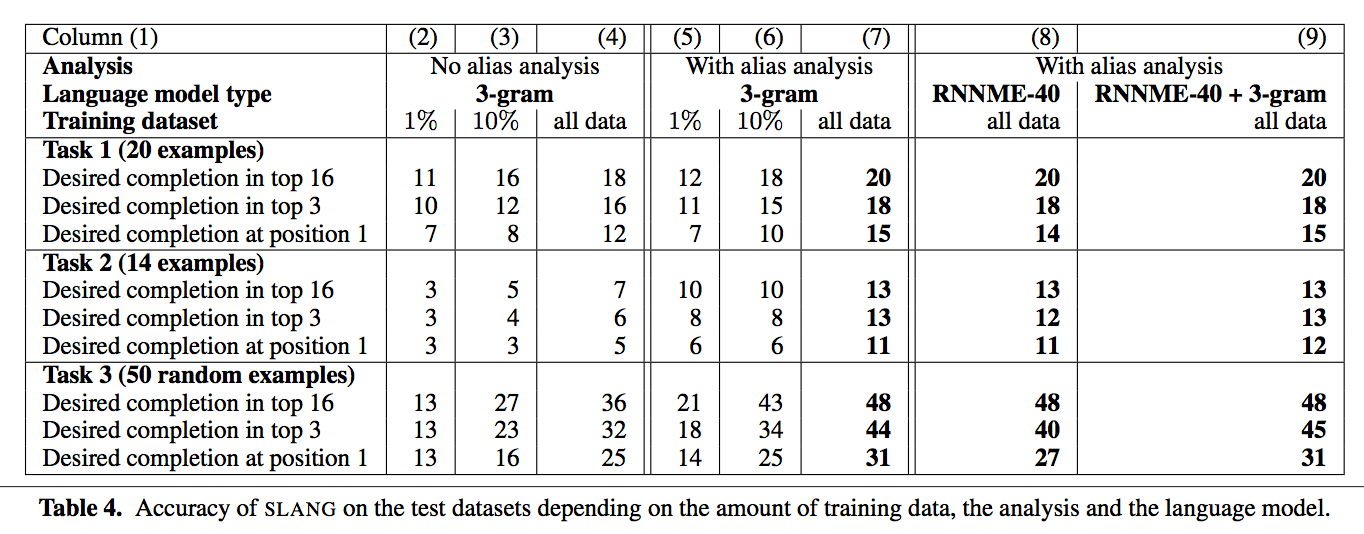 Column (1) (2) (3) (4) (5) (6) (7) (8) (9)
Analysis No alias analysis With alias analysis With alias analysis
Language model type 3-gram 3-gram RNNME-40 RNNME-40 + 3-gram
Training dataset 1% 10% all data 1% 10% all data all data all data
Task 1 (20 examples)
Desired completion in top 16 11 16 18 12 18 20 20 20
Desired completion in top 3 10 12 16 11 15 18 18 18
Desired completion at position 1 7 8 12 7 10 15 14 15
Task 2 (14 examples)
Desired completion in top 16 3 5 7 10 10 13 13 13
Desired completion in top 3 3 4 6 8 8 13 12 13
Desired completion at position 1 3 3 5 6 6 11 11 12
Task 3 (50 random examples)
Desired completion in top 16 13 27 36 21 43 48 48 48
Desired completion in top 3 13 23 32 18 34 44 40 45
Desired completion at position 1 13 16 25 14 25 31 27 31
Table 4. Accuracy of SLANG on the test datasets depending on the amount of training data, the analysis and the language model.